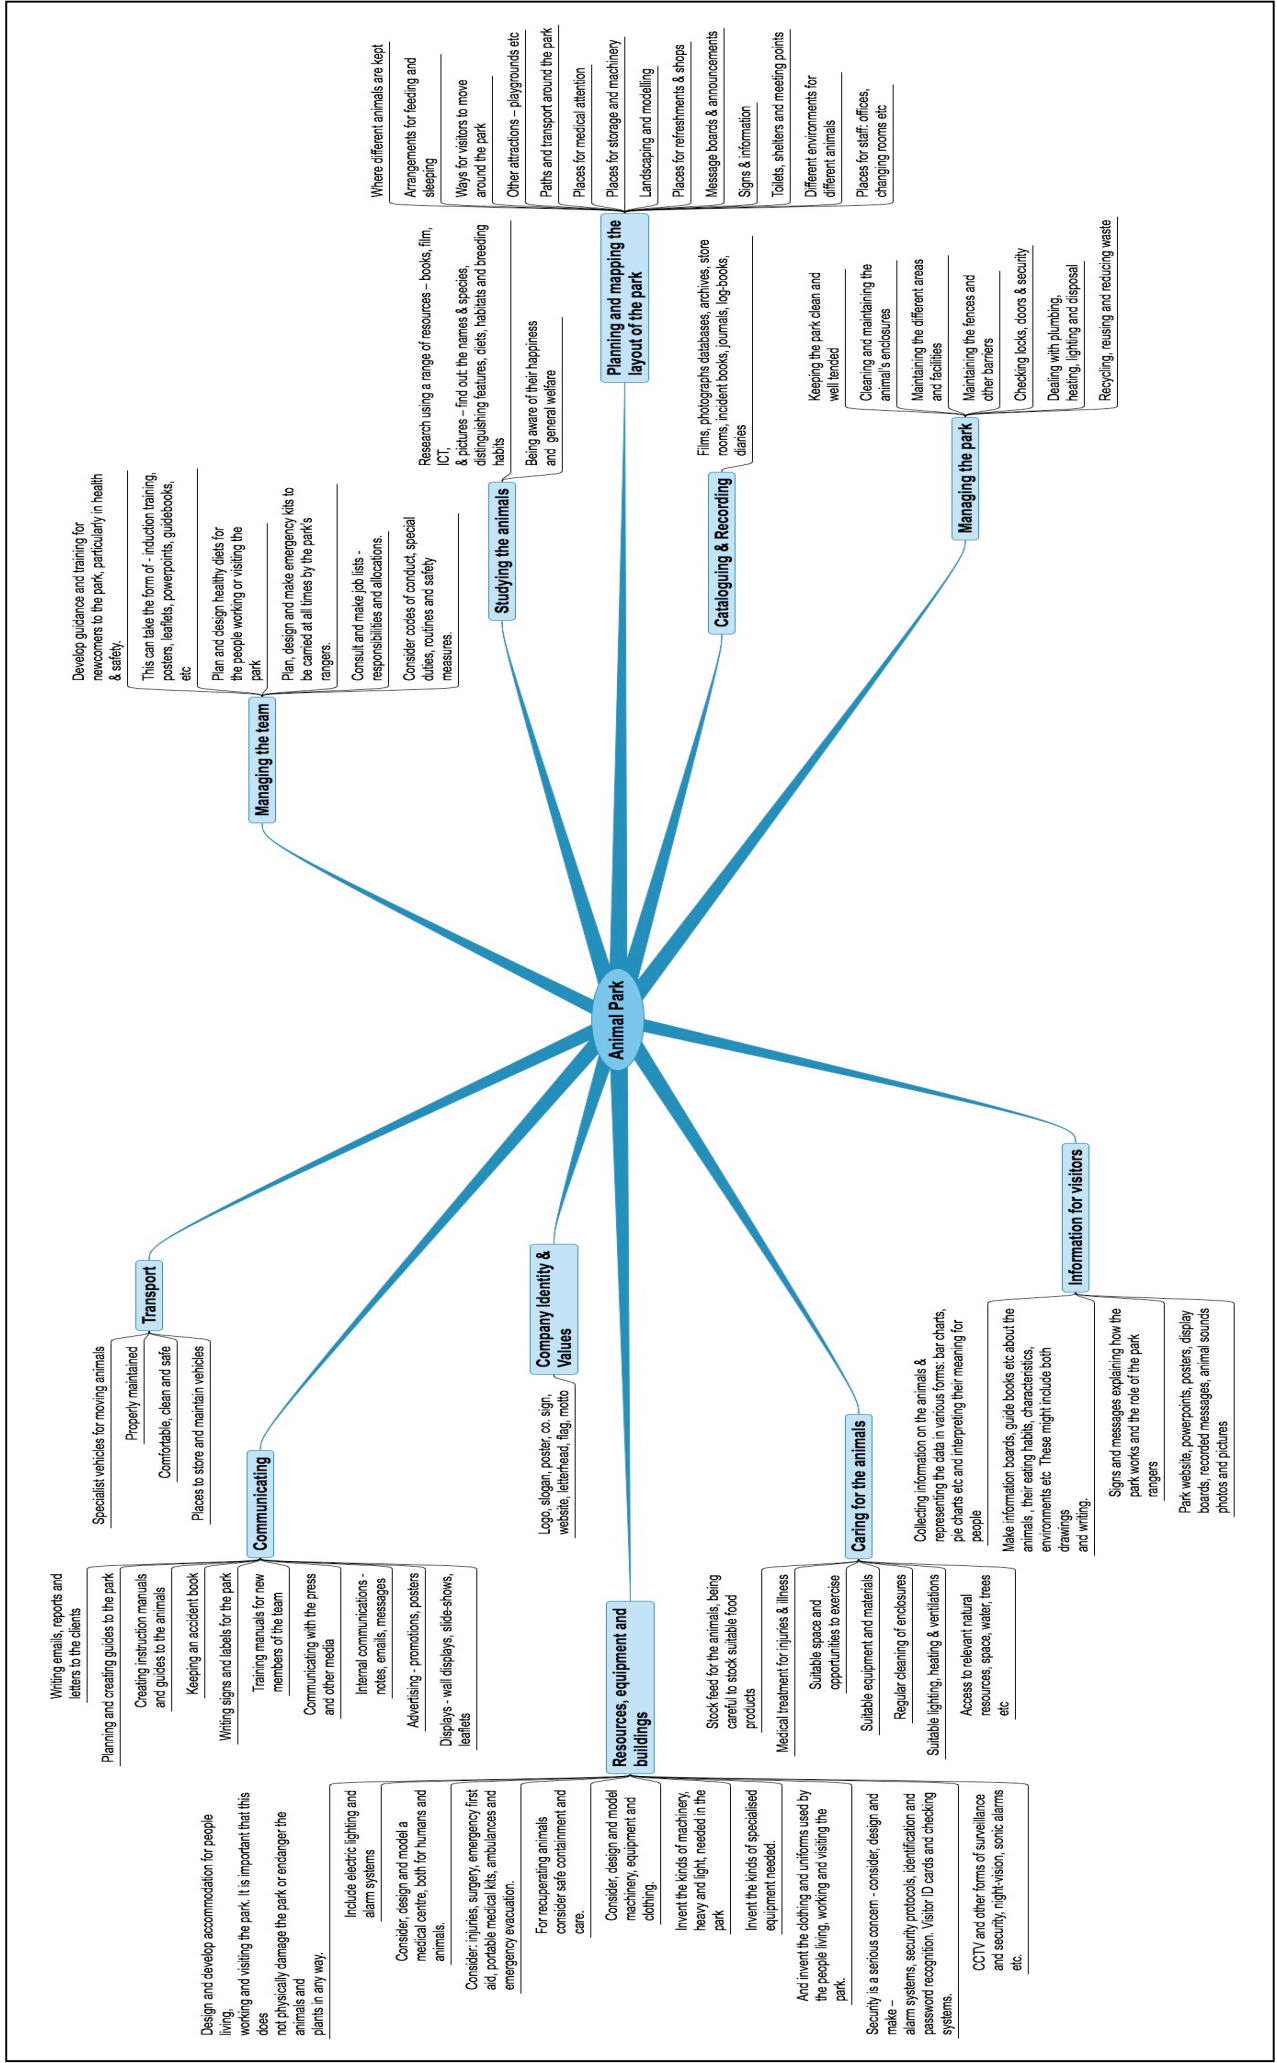 Animal Park
Managing the team
Develop guidance and training for
newcomers to the park, particularly in health
& safety.
This can take the form of - induction training,
posters, leaflets, powerpoints, guidebooks,
etc
Plan and design healthy diets for
the people working or visiting the
park
Plan, design and make emergency kits to
be carried at all times by the park's
rangers.
Consult and make job lists -
responsibilities and allocations.
Consider codes of conduct, special
duties, routines and safety
measures.
Studying the animals
Research using a range of resources – books, film,
ICT,
& pictures – find out: the names & species,
distinguishing features, diets, habitats and breeding
habits
Being aware of their happiness
and general welfare
Planning and mapping the
layout of the park
Where different animals are kept
Arrangements for feeding and
sleeping
Ways for visitors to move
around the park
Other attractions – playgrounds etc
Paths and transport around the park
Places for medical attention
Places for storage and machinery
Landscaping and modelling
Places for refreshments & shops
Message boards & announcements
Signs & information
Toilets, shelters and meeting points
Different environments for
different animals
Places for staff: offices,
changing rooms etc
Cataloguing & Recording
Films, photographs databases, archives, store
rooms, incident books, journals, log-books,
diaries
Managing the park
Keeping the park clean and
well tended
Cleaning and maintaining the
animal's enclosures
Maintaining the different areas
and facilities
Maintaining the fences and
other barriers
Checking locks, doors & security
Dealing with plumbing,
heating, lighting and disposal
Recycling, reusing and reducing waste
Transport
Specialist vehicles for moving animals
Properly maintained
Comfortable, clean and safe
Places to store and maintain vehicles
Communicating
Writing emails, reports and
letters to the clients
Planning and creating guides to the park
Creating instruction manuals
and guides to the animals
Keeping an accident book
Writing signs and labels for the park
Training manuals for new
members of the team
Communicating with the press
and other media
Internal communications -
notes, emails, messages
Advertising - promotions, posters
Displays - wall displays, slide-shows,
leaflets
Company Identity &
Values
Logo, slogan, poster, co. sign,
website, letterhead, flag, motto
Resources, equipment and
buildings
Design and develop accommodation for people
living,
working and visiting the park. It is important that this
does
not physically damage the park or endanger the
animals and
plants in any way.
Include electric lighting and
alarm systems
Consider, design and model a
medical centre, both for humans and
animals.
Consider: injuries, surgery, emergency first
aid, portable medical kits, ambulances and
emergency evacuation.
For recuperating animals
consider safe containment and
care.
Consider, design and model
machinery, equipment and
clothing.
Invent the kinds of machinery,
heavy and light, needed in the
park
Invent the kinds of specialised
equipment needed.
And invent the clothing and uniforms used by
the people living, working and visiting the
park.
Security is a serious concern - consider, design and
make –
alarm systems, security protocols, identification and
password recognition. Visitor ID cards and checking
systems.
CCTV and other forms of surveillance
and security, night-vision, sonic alarms
etc.
Caring for the animals
Stock feed for the animals, being
careful to stock suitable food
products
Medical treatment for injuries & illness
Suitable space and
opportunities to exercise
Suitable equipment and materials
Regular cleaning of enclosures
Suitable lighting, heating & ventilations
Access to relevant natural
resources, space, water, trees
etc
Information for visitors
Collecting information on the animals &
representing the data in various forms: bar charts,
pie charts etc and interpreting their meaning for
people
Make information boards, guide books etc about the
animals , their eating habits, characteristics,
environments etc These might include both
drawings
and writing.
Signs and messages explaining how the
park works and the role of the park
rangers
Park website, powerpoints, posters, display
boards, recorded messages, animal sounds
photos and pictures